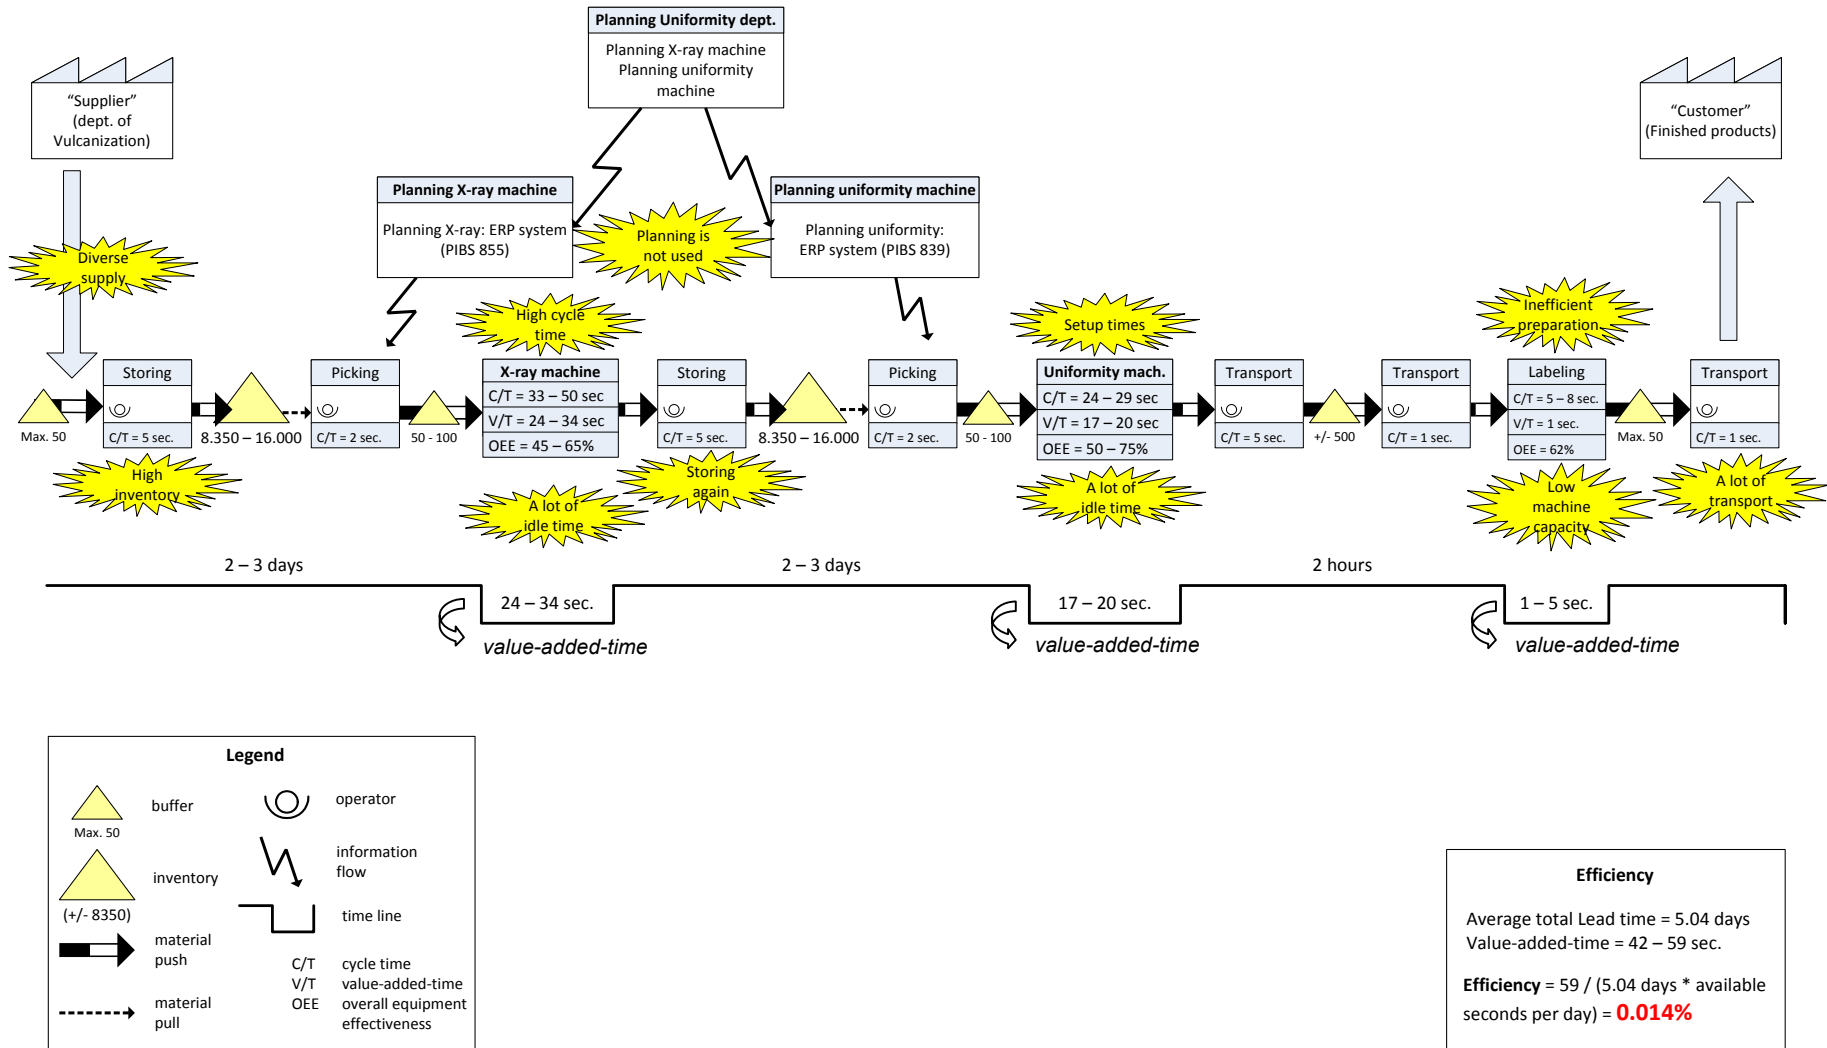 Planning Uniformity dept.
Planning X-ray machine
Planning uniformity
machine
“Supplier”
(dept. of
Vulcanization)
“Customer”
(Finished products)
Planning X-ray machine
Planning X-ray: ERP system
(PIBS 855)
Planning is
not used
Planning uniformity machine
Planning uniformity:
ERP system (PIBS 839)
Diverse
supply
High cycle
time
Setup times
Inefficient
preparation
Max. 50
Storing
C/T = 5 sec.
High
inventory
8.350 – 16.000
Picking
C/T = 2 sec.
50 - 100
X-ray machine
C/T = 33 – 50 sec
V/T = 24 – 34 sec
OEE = 45 – 65%
A lot of
idle time
Storing
C/T = 5 sec.
Storing
again
8.350 – 16.000
Picking
C/T = 2 sec.
50 - 100
Uniformity mach.
C/T = 24 – 29 sec
V/T = 17 – 20 sec
OEE = 50 – 75%
A lot of
idle time
Transport
C/T = 5 sec.
+/- 500
Transport
C/T = 1 sec.
Labeling
C/T = 5 – 8 sec.
V/T = 1 sec.
OEE = 62%
Low
machine
capacity
Max. 50
Transport
C/T = 1 sec.
A lot of
transport
2 – 3 days
24 – 34 sec.
value-added-time
2 – 3 days
17 – 20 sec.
value-added-time
2 hours
1 – 5 sec.
value-added-time
Legend
buffer
Max. 50
inventory
(+/- 8350)
material
push
material
pull
operator
information
flow
time line
C/T cycle time
V/T value-added-time
OEE overall equipment
effectiveness
Efficiency
Average total Lead time = 5.04 days
Value-added-time = 42 – 59 sec.
Efficiency = 59 / (5.04 days * available
seconds per day) = 0.014%